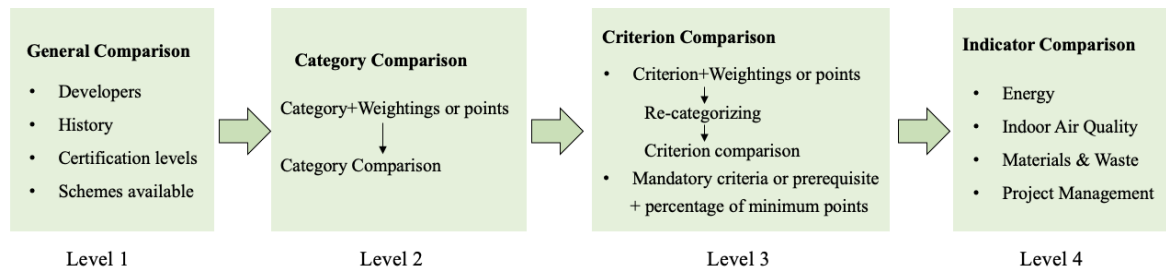 General Comparison
• Developers
• History
• Certification levels
• Schemes available
Level 1
Category Comparison
Category+Weightings or points
Category Comparison
Level 2
Criterion Comparison
• Criterion+Weightings or points
Re-categorizing
Criterion comparison
• Mandatory criteria or prerequisite
+ percentage of minimum points
Level 3
Indicator Comparison
• Energy
• Indoor Air Quality
• Materials & Waste
• Project Management
Level 4